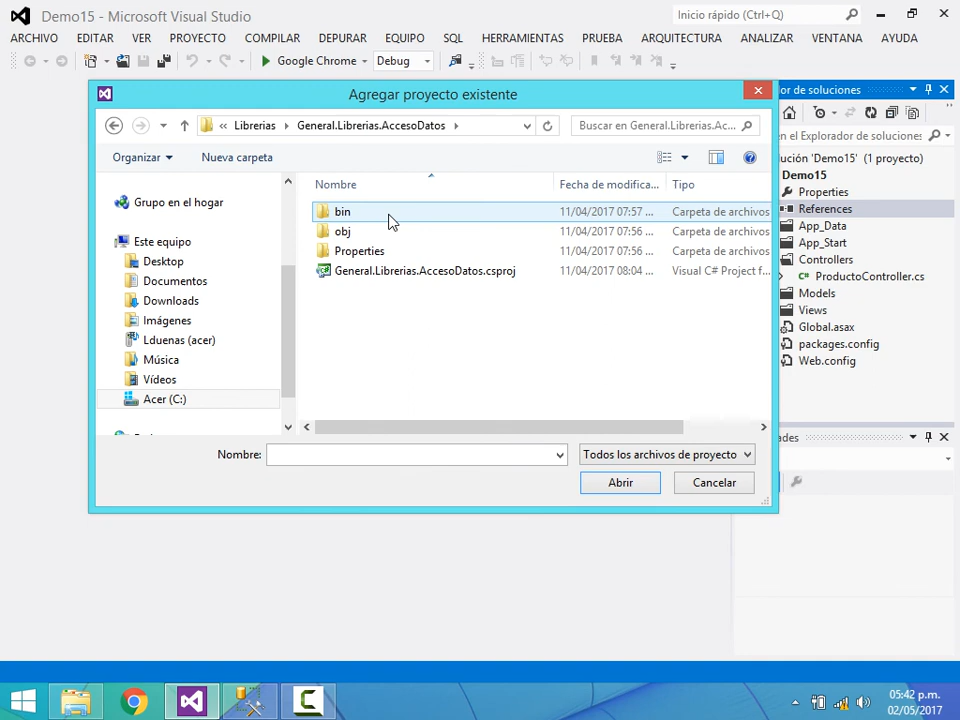 Demo15 - Microsoft Visual Studio
Inicio rápido (Ctrl+Q)
ARCHIVO EDITAR VER PROYECTO COMPILAR DEPURAR EQUIPO SQL HERRAMIENTAS PRUEBA ARQUITECTURA ANALIZAR VENTANA AYUDA
Google Chrome Debug
Agregar proyecto existente
dor de soluciones
« Librerias General.Librerias.AccesoDatos
Buscar en General.Librerias.Ac...
n el Explorador de soluciones
Organizar Nueva carpeta
lución 'Demo15' (1 proyecto)
Demo15
Properties
References
App_Data
App_Start
Controllers
ProductoController.cs
Models
Views
Global.asax
packages.config
Web.config
Nombre Fecha de modifica... Tipo
Grupo en el hogar
Este equipo
Desktop
Documentos
Downloads
Imágenes
Lduenas (acer)
Música
Vídeos
Acer (C:)
bin 11/04/2017 07:57 ... Carpeta de archivos
obj 11/04/2017 07:56 ... Carpeta de archivos
Properties 11/04/2017 07:56 ... Carpeta de archivos
General.Librerias.AccesoDatos.csproj 11/04/2017 08:04 ... Visual C# Project f...
ades
Nombre:
Todos los archivos de proyecto
Abrir Cancelar
05:42 p.m.
02/05/2017